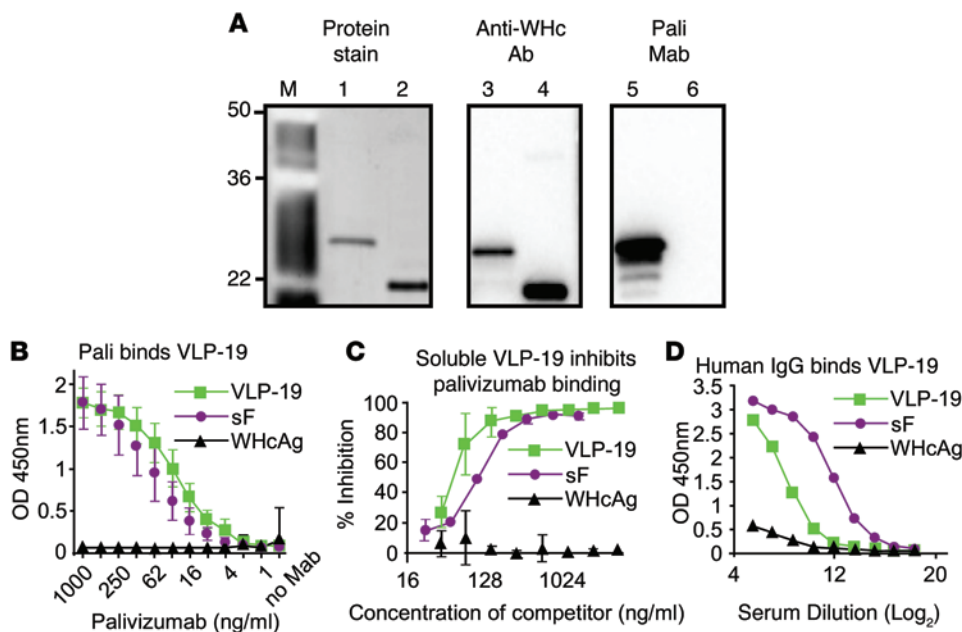 A
Protein stain
Anti-WHc Ab
Pali Mab
M 1 2 3 4 5 6
50
36
22
B
Pali binds VLP-19
VLP-19
sF
WHcAg
OD 450nm
2
1.5
1
0.5
0
1000 250 62 16 4 1 no Mab
Palivizumab (ng/ml)
C
Soluble VLP-19 inhibits
palivizumab binding
VLP-19
sF
WHcAg
% Inhibition
100
80
60
40
20
0
16 128 1024
Concentration of competitor (ng/ml)
D
Human IgG binds VLP-19
VLP-19
sF
WHcAg
OD 450nm
3.5
3
2.5
2
1.5
1
0.5
0
4 12 20
Serum Dilution (Log₂)